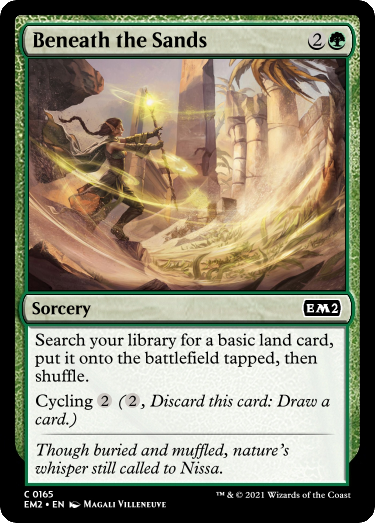 Beneath the Sands 2
Sorcery EM2
Search your library for a basic land card,
put it onto the battlefield tapped, then
shuffle.
Cycling 2 (2, Discard this card: Draw a
card.)
Though buried and muffled, nature's
whisper still called to Nissa.
C 0165
EM2 • EN Magali Villeneuve
™ & © 2021 Wizards of the Coast